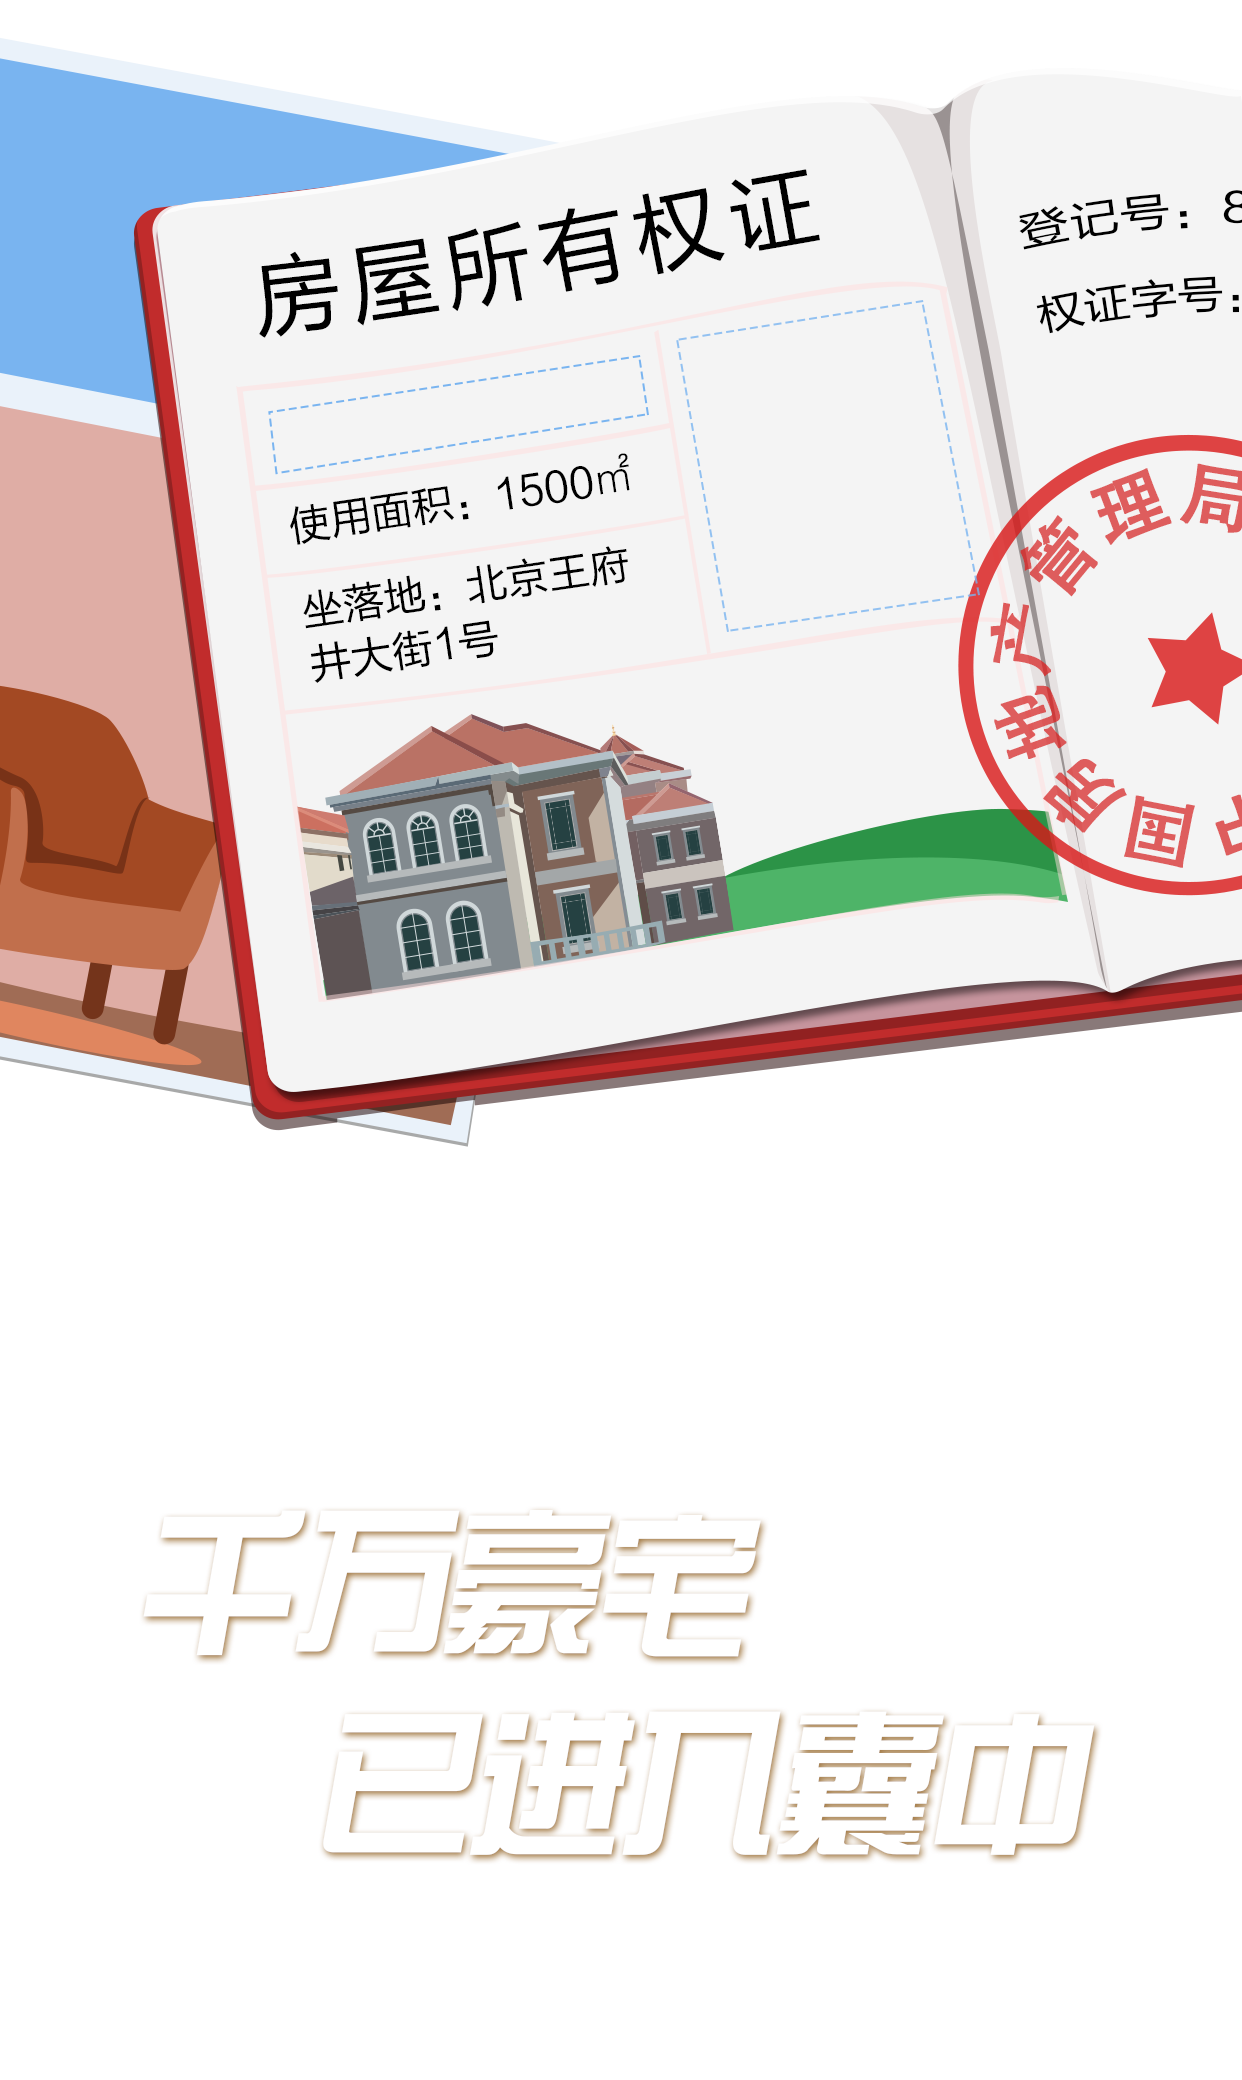 房屋所有权证
使用面积：1500㎡
坐落地：北京王府
井大街1号
登记号：8
权证字号：
中国房地产管理局
千万豪宅
已进入囊中